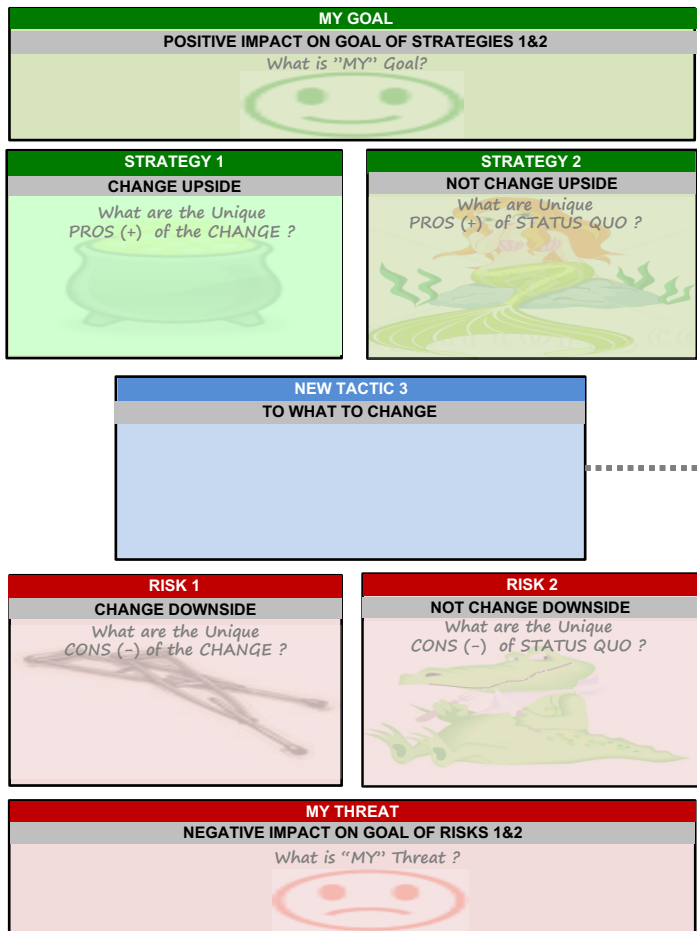 MY GOAL
POSITIVE IMPACT ON GOAL OF STRATEGIES 1&2
What is ”MY” Goal?
STRATEGY 1
CHANGE UPSIDE
What are the Unique
PROS (+) of the CHANGE ?
STRATEGY 2
NOT CHANGE UPSIDE
What are Unique
PROS (+) of STATUS QUO ?
NEW TACTIC 3
TO WHAT TO CHANGE
RISK 1
CHANGE DOWNSIDE
What are the Unique
CONS (-) of the CHANGE ?
RISK 2
NOT CHANGE DOWNSIDE
What are the Unique
CONS (-) of STATUS QUO ?
MY THREAT
NEGATIVE IMPACT ON GOAL OF RISKS 1&2
What is “MY” Threat ?